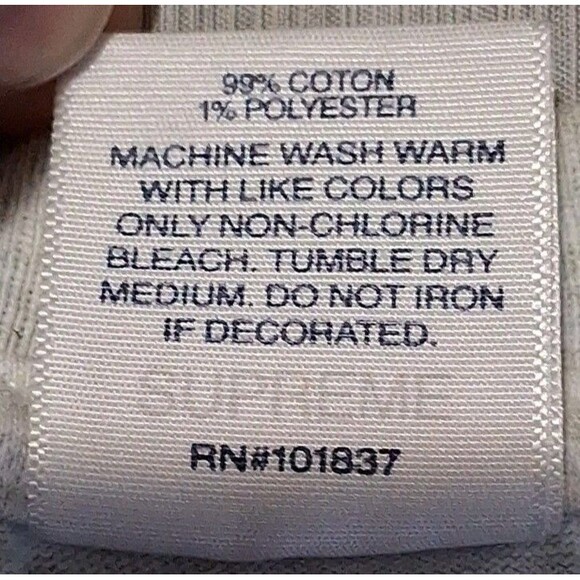 99% COTON
1% POLYESTER
MACHINE WASH WARM
WITH LIKE COLORS
ONLY NON-CHLORINE
BLEACH. TUMBLE DRY
MEDIUM. DO NOT IRON
IF DECORATED.
SUPREME
RN#101837